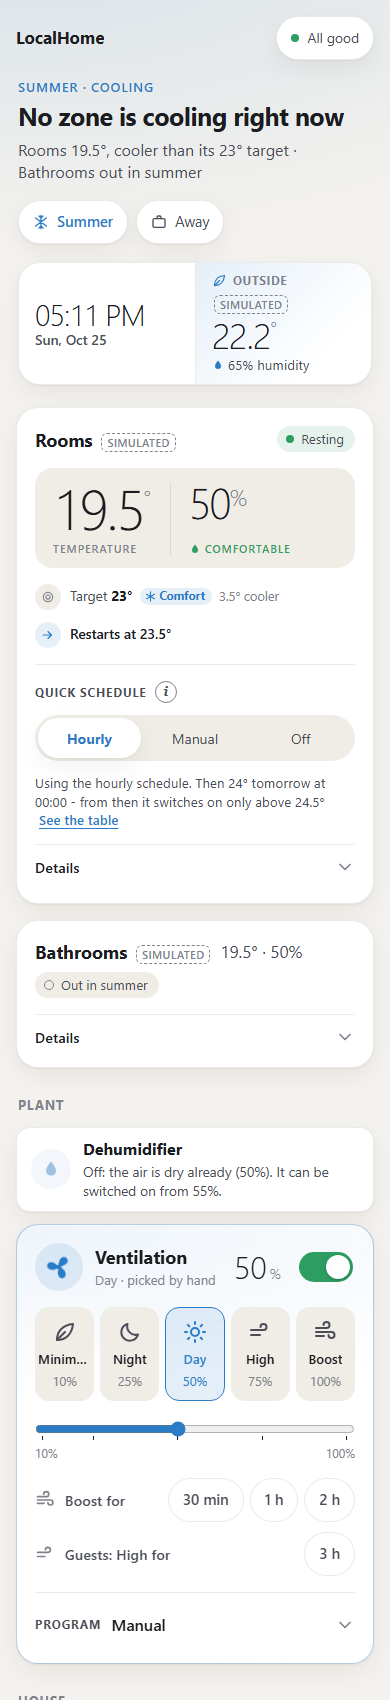 LocalHome
All good
SUMMER · COOLING
No zone is cooling right now
Rooms 19.5°, cooler than its 23° target ·
Bathrooms out in summer
Summer
Away
05:11 PM
Sun, Oct 25
OUTSIDE
SIMULATED
22.2°
65% humidity
Rooms SIMULATED
Resting
19.5°
TEMPERATURE
50%
COMFORTABLE
Target 23° Comfort 3.5° cooler
Restarts at 23.5°
QUICK SCHEDULE i
Hourly
Manual
Off
Using the hourly schedule. Then 24° tomorrow at
00:00 - from then it switches on only above 24.5°
See the table
Details
Bathrooms SIMULATED 19.5° · 50%
Out in summer
Details
PLANT
Dehumidifier
Off: the air is dry already (50%). It can be
switched on from 55%.
Ventilation
Day · picked by hand
50 %
Minim...
10%
Night
25%
Day
50%
High
75%
Boost
100%
10%
100%
Boost for
30 min
1 h
2 h
Guests: High for
3 h
PROGRAM Manual
HOUSE